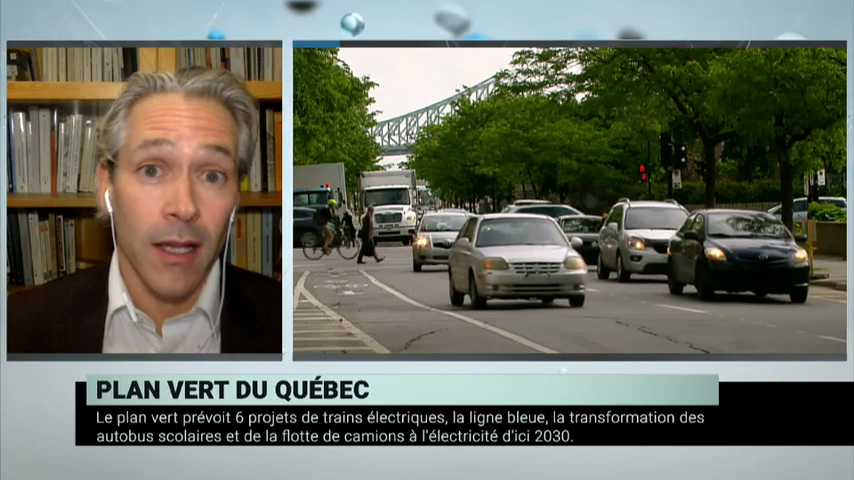 PLAN VERT DU QUÉBEC
Le plan vert prévoit 6 projets de trains électriques, la ligne bleue, la transformation des
autobus scolaires et de la flotte de camions à l'électricité d'ici 2030.